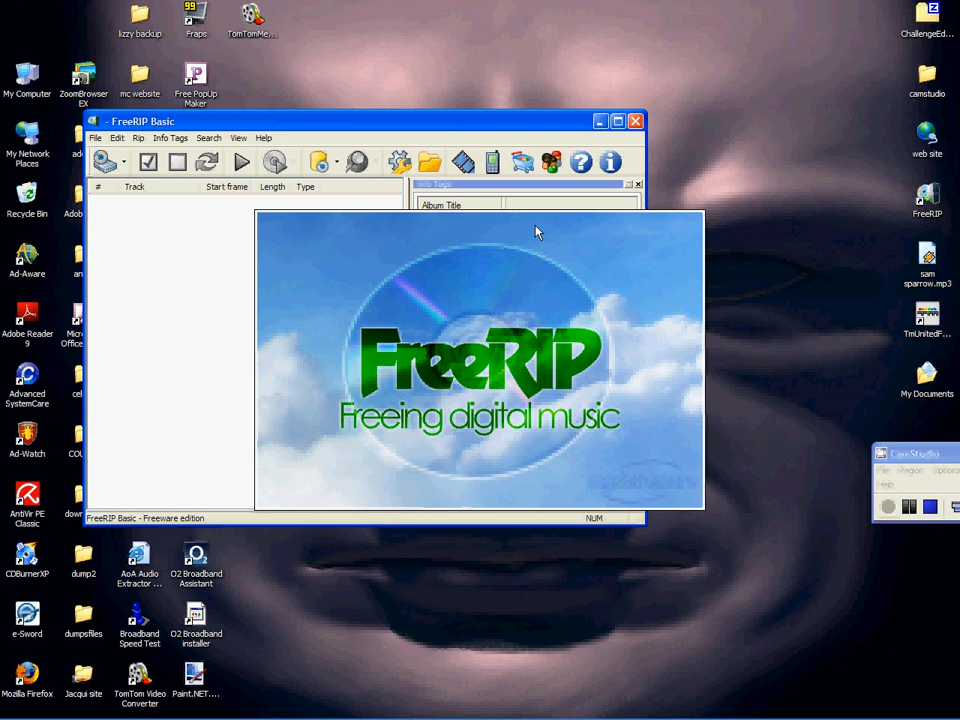 lizzy backup
Fraps
TomTomMe...
ChallengeEd...
My Computer
ZoomBrowser EX
mc website
Free PopUp Maker
camstudio
My Network Places
web site
Recycle Bin
FreeRIP
Ad-Aware
sam sparrow.mp3
Adobe Reader 9
TmUnitedF...
Advanced SystemCare
My Documents
Ad-Watch
AntiVir PE Classic
- FreeRIP Basic
File Edit Rip Info Tags Search View Help
# Track Start frame Length Type
Info Tags
Album Title
FreeRIP
Freeing digital music
FreeRIP Basic - Freeware edition
NUM
CamStudio
File Region Options
Help
CDBurnerXP
dump2
AoA Audio Extractor ...
O2 Broadband Assistant
e-Sword
dumpsfiles
Broadband Speed Test
O2 Broadband installer
Mozilla Firefox
Jacqui site
TomTom Video Converter
Paint.NET....